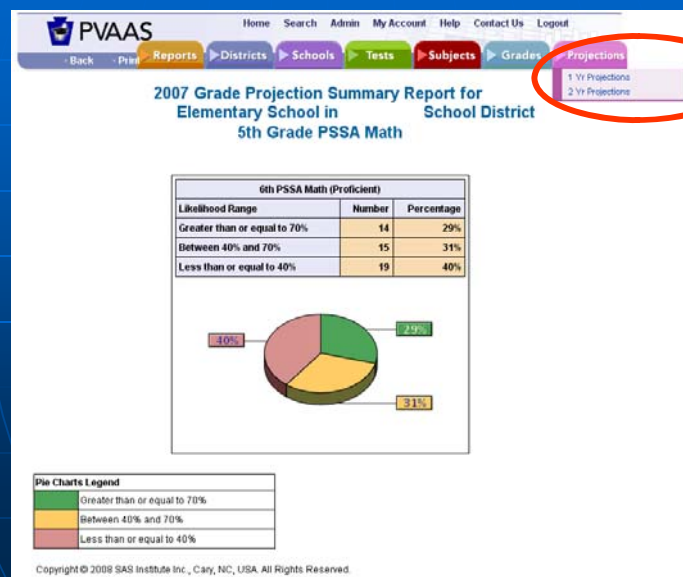 PVAAS
Home Search Admin My Account Help Contact Us Logout
- Back - Print Reports Districts Schools Tests Subjects Grades Projections
1 Yr Projections
2 Yr Projections
2007 Grade Projection Summary Report for
Elementary School in School District
5th Grade PSSA Math
6th PSSA Math (Proficient)
Likelihood Range Number Percentage
Greater than or equal to 70% 14 29%
Between 40% and 70% 15 31%
Less than or equal to 40% 19 40%
40% 29%
31%
Pie Charts Legend
Greater than or equal to 70%
Between 40% and 70%
Less than or equal to 40%
Copyright © 2008 SAS Institute Inc., Cary, NC, USA. All Rights Reserved.